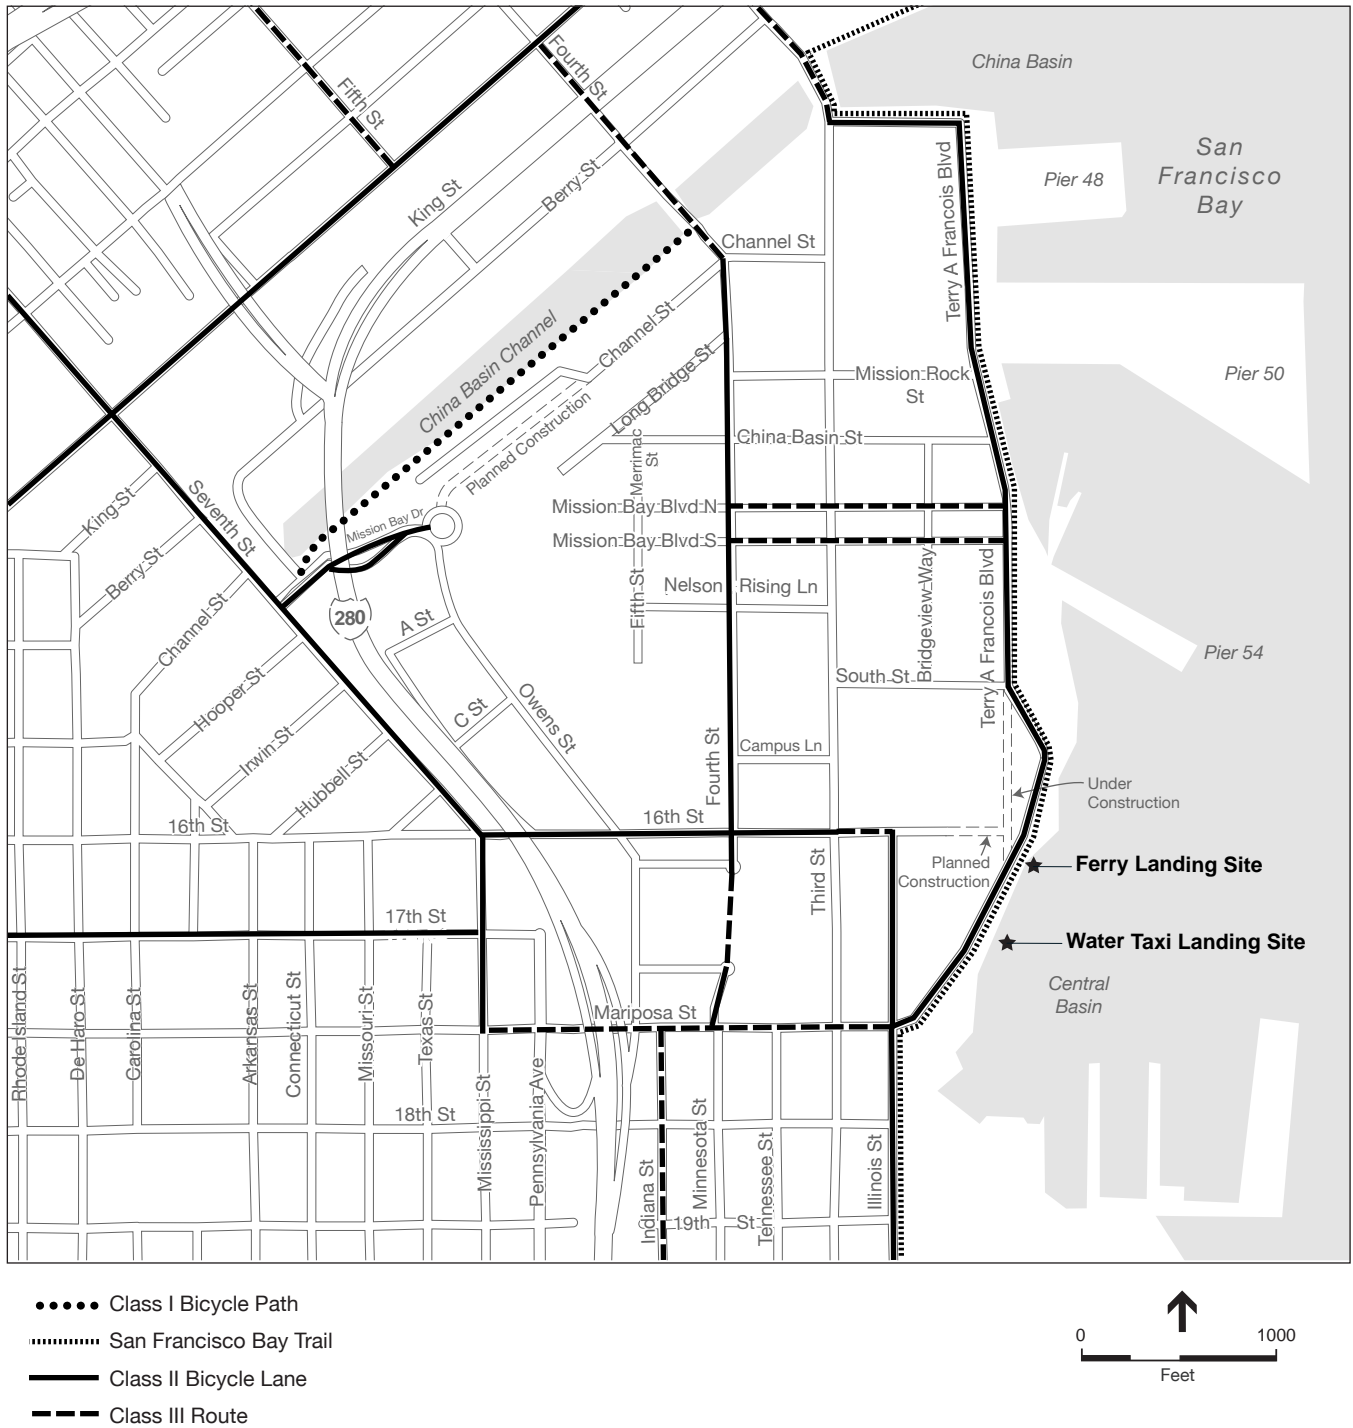 China Basin
Fourth St
Fifth St
San
Francisco
Bay
Pier 48
Terry A Francois Blvd
King St
Berry St
Channel St
China Basin Channel
Channel St
Long Bridge St
Mission Rock
St
Pier 50
Planned Construction
China Basin St
Merrimac
St
Seventh St
King St
Mission Bay Blvd N
Mission Bay Dr
Mission Bay Blvd S
Berry St
Nelson Rising Ln
Fifth St
Bridgeview Way
Terry A Francois Blvd
280
A St
Channel St
Pier 54
South St
Hooper St
C St
Owens St
Irwin St
Fourth St
Campus Ln
Hubbell St
Under
Construction
16th St
16th St
Planned
Construction
Third St
Ferry Landing Site
17th St
Water Taxi Landing Site
Central
Basin
Mariposa St
Rhode Island St
De Haro St
Carorina St
Arkansas St
Connecticut St
Missouri St
Texas St
Mississippi St
Pennsylvania Ave
18th St
Indiana St
Minnesota St
Tennessee St
Illinois St
19th St
Class I Bicycle Path
San Francisco Bay Trail
Class II Bicycle Lane
Class III Route
0 1000
Feet